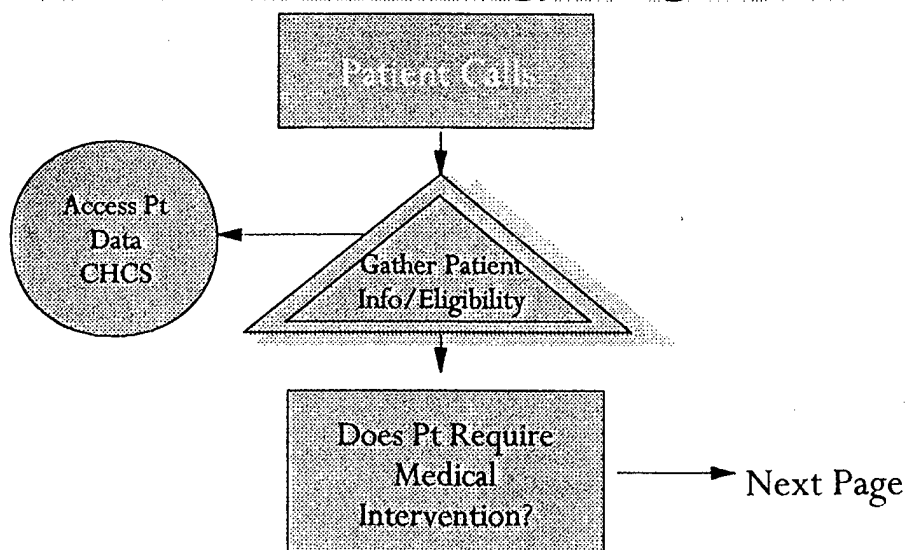 Patient Calls
Access Pt
Data
CHCS
Gather Patient
Info/Eligibility
Does Pt Require
Medical
Intervention?
Next Page